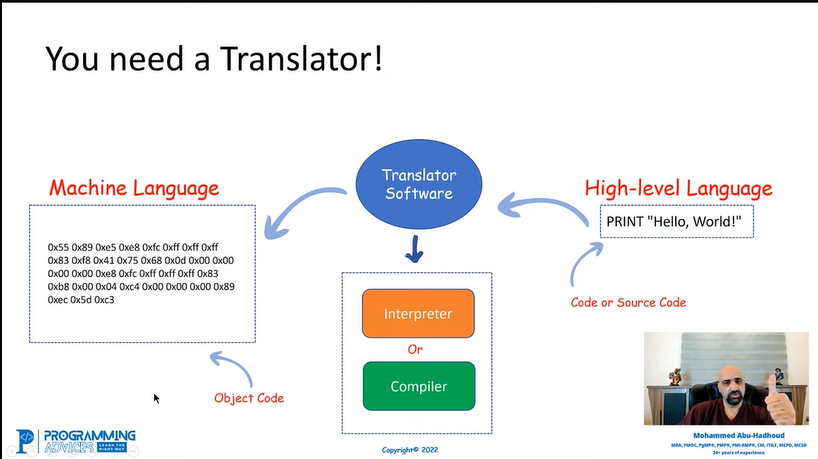 You need a Translator!
Machine Language
Translator
Software
High-level Language
PRINT "Hello, World!"
0x55 0x89 0xe5 0xe8 0xfc 0xff 0xff 0xff
0x83 0xf8 0x41 0x75 0x68 0x0d 0x00 0x00
0x00 0x00 0xe8 0xfc 0xff 0xff 0xff 0x83
0xb8 0x00 0x04 0xc4 0x00 0x00 0x00 0x89
0xec 0x5d 0xc3
Code or Source Code
Interpreter
Or
Compiler
Object Code
PROGRAMMING
ADVICES LEARN THE
RIGHT WAY
Copyright© 2022
Mohammed Abu-Hadhoud
MBA, PMOC, PgMP®, PMP®, PMI-RMP®, CM, ITILF, MCPD, MCSD
26+ years of experience